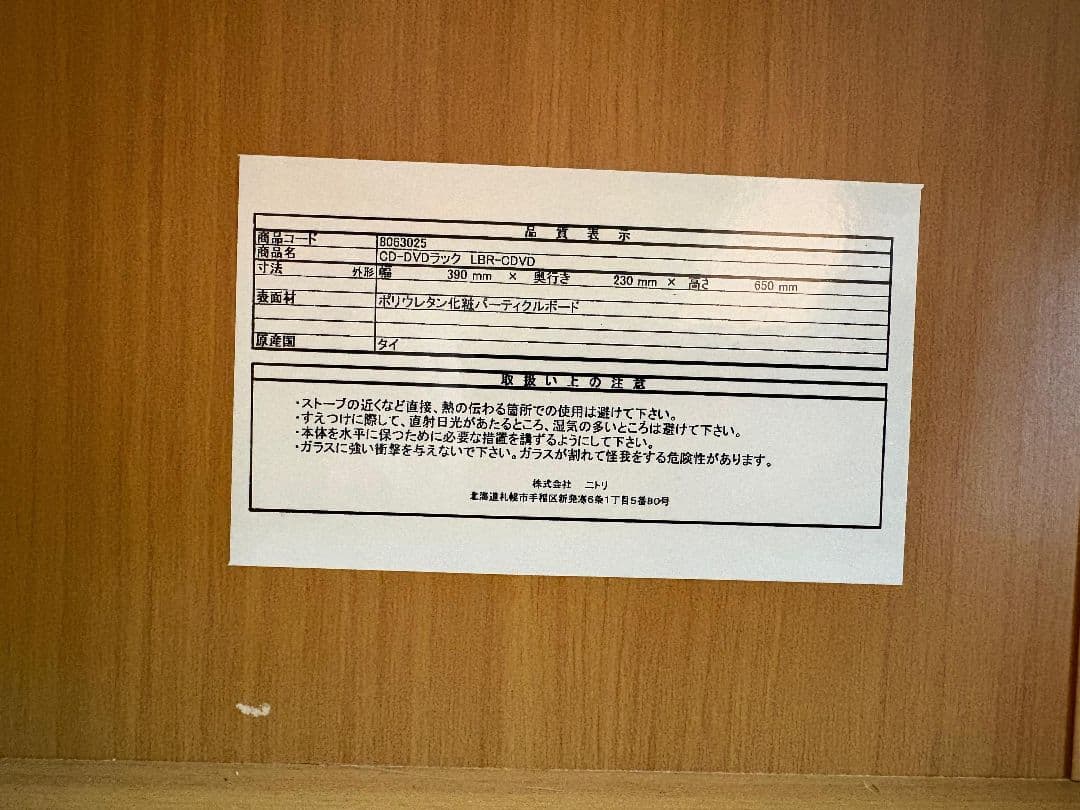 品質表示
商品コード 8063025
商品名 CD-DVDラック LBR-CDVD
寸法 外形 幅 390 mm × 奥行き 230 mm × 高さ 650 mm
表面材 ポリウレタン化粧パーティクルボード
原産国 タイ
取扱い上の注意
・ストーブの近くなど直接、熱の伝わる箇所での使用は避けて下さい。
・すえつけに際して、直射日光があたるところ、湿気の多いところは避けて下さい。
・本体を水平に保つために必要な措置を講ずるようにして下さい。
・ガラスに強い衝撃を与えないで下さい。ガラスが割れて怪我をする危険性があります。
株式会社 ニトリ
北海道札幌市手稲区新発寒6条1丁目5番80号